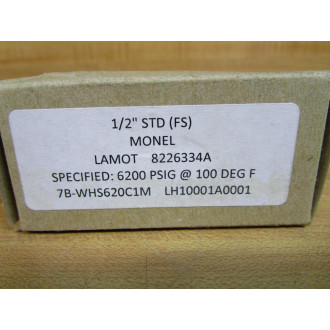 1/2" STD (FS)
MONEL
LAMOT 8226334A
SPECIFIED: 6200 PSIG @ 100 DEG F
7B-WHS620C1M LH10001A0001